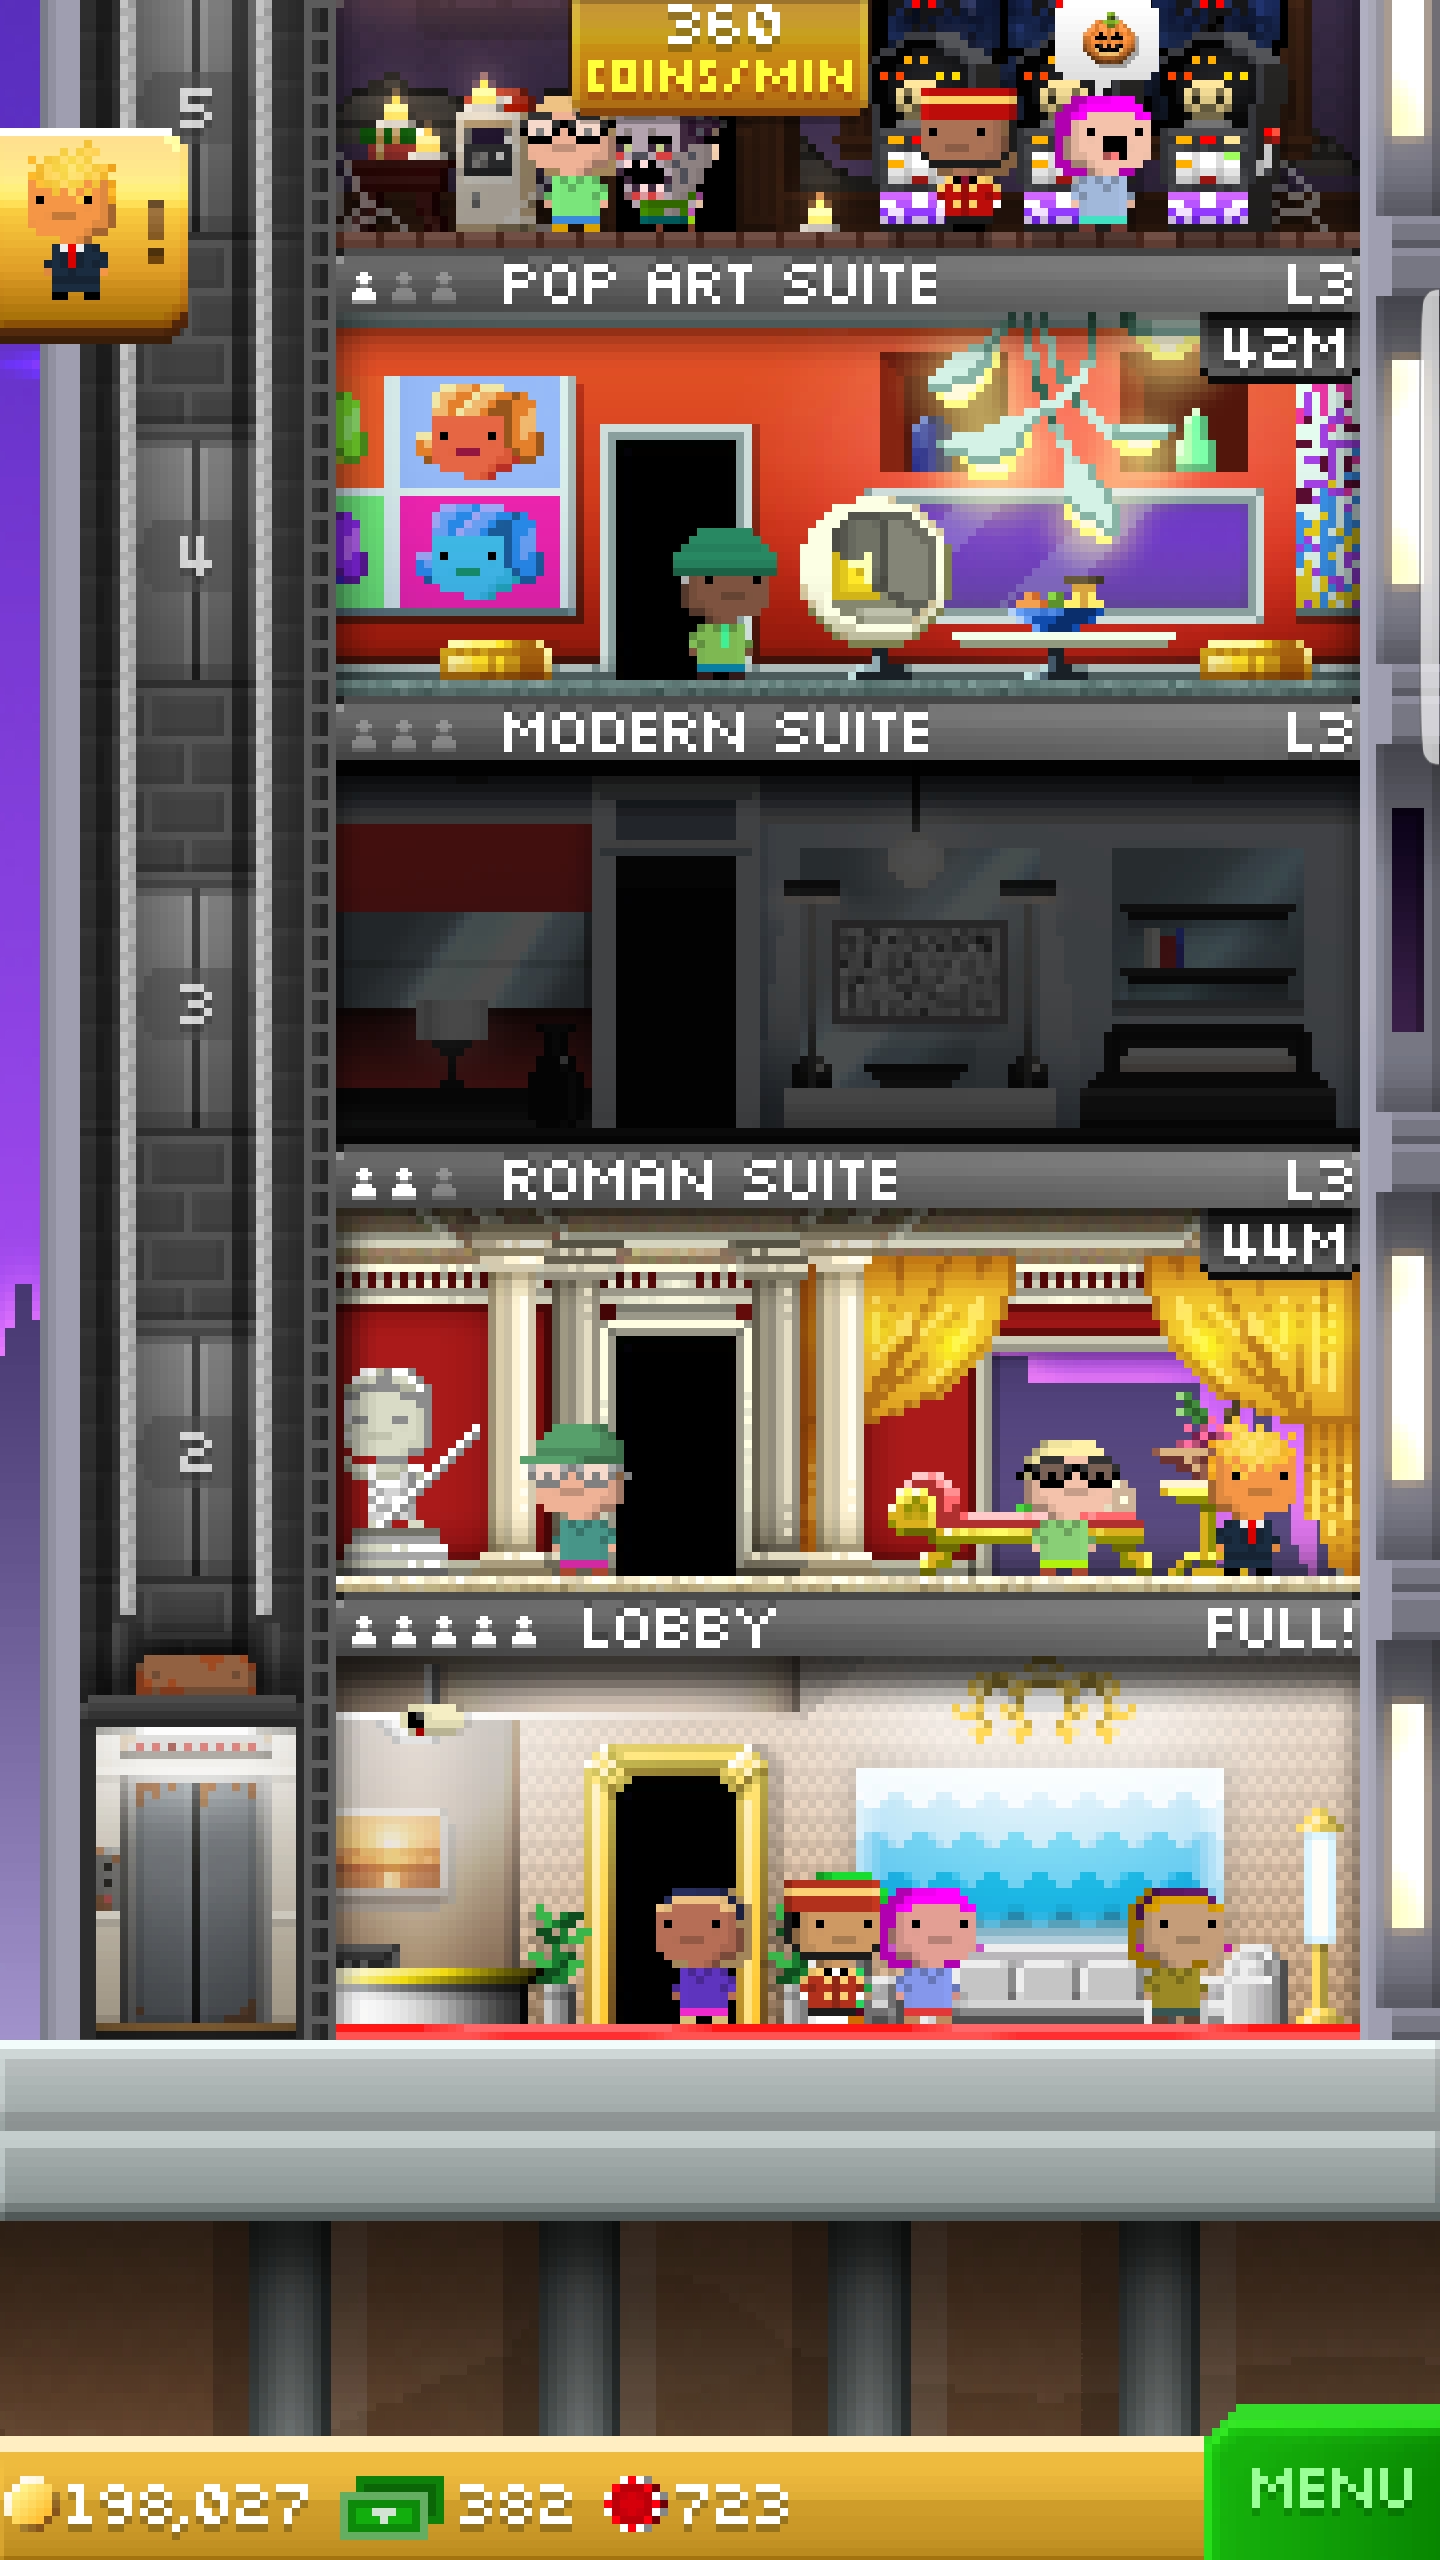 360
COINS/MIN
5
!
POP ART SUITE L3
42M
4
MODERN SUITE L3
3
ROMAN SUITE L3
44M
2
LOBBY FULL!
198,027 382 723
MENU